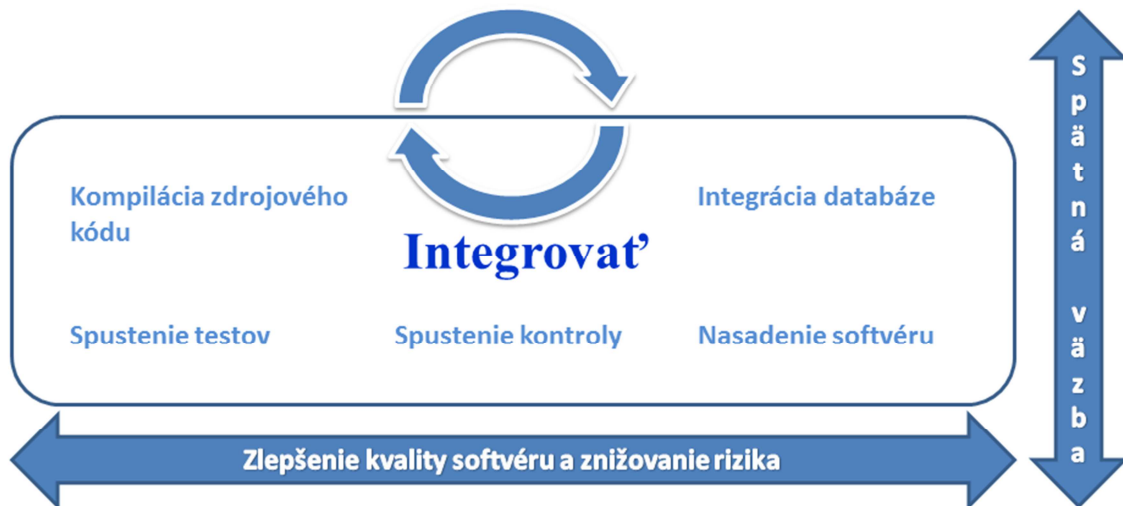 Kompilácia zdrojového
kódu
Integrácia databáze
Integrovať
Spustenie testov
Spustenie kontroly
Nasadenie softvéru
Zlepšenie kvality softvéru a znižovanie rizika
Spätná väzba